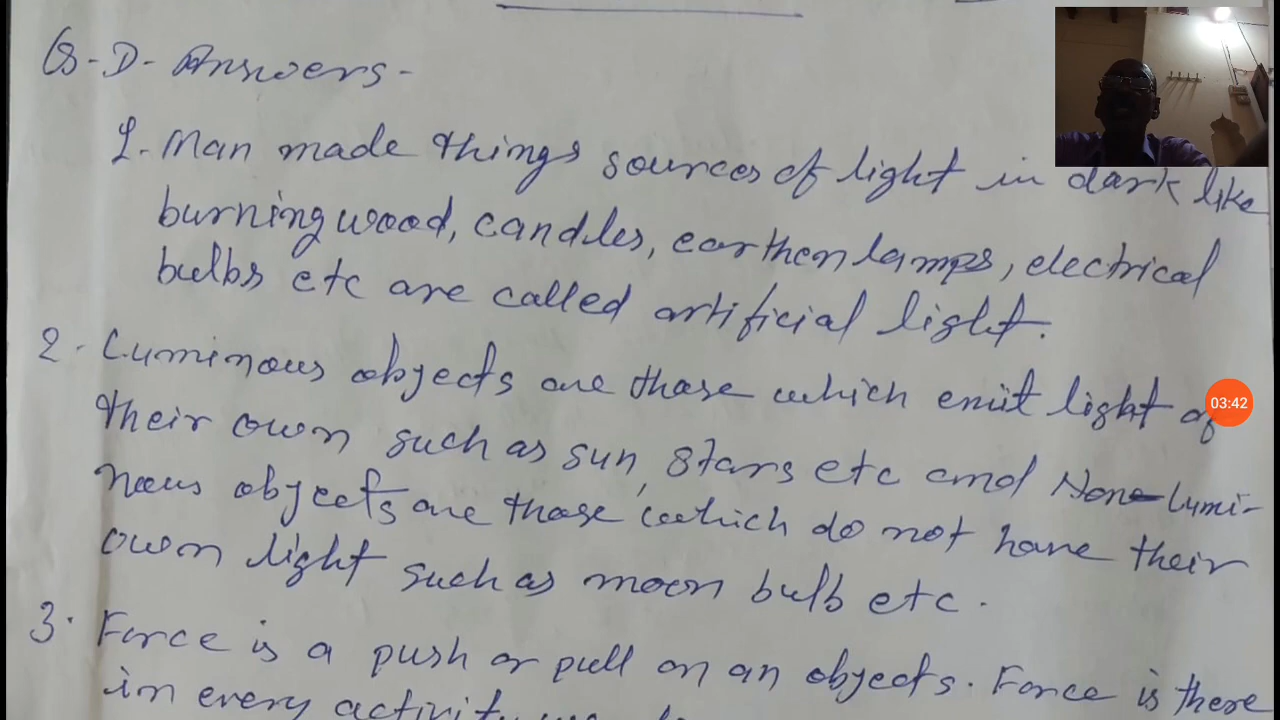 Q-D-Answers-
1. Man made things sources of light in dark like
burning wood, candles, earthen lamps, electrical
bulbs etc are called artificial light.
2. Luminous objects are those which emit light of
their own such as sun, stars etc and Non-Lumi-
nous objects are those which do not have their
own light such as moon bulb etc.
3. Force is a push or pull on an objects. Force is there
in every activity
03:42